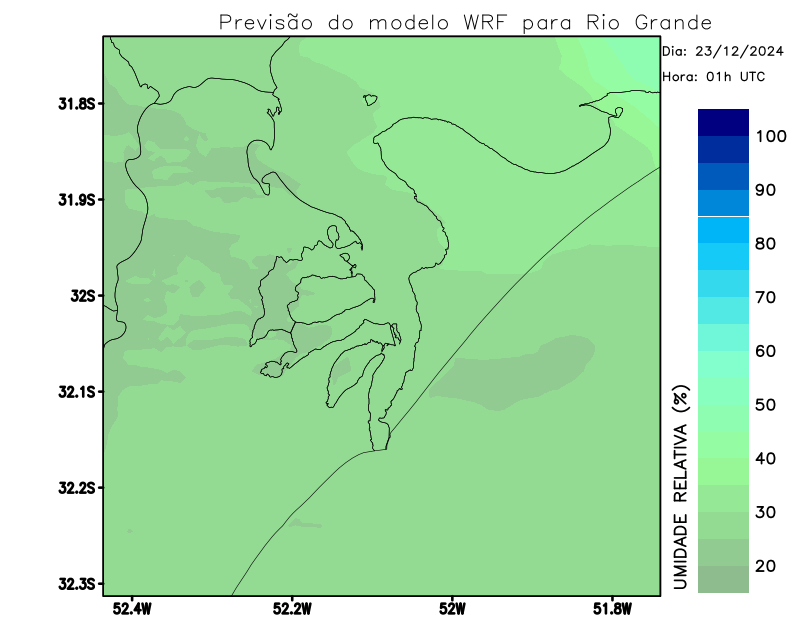 Previsão do modelo WRF para Rio Grande
Dia: 23/12/2024
Hora: 01h UTC
31.8S
31.9S
32S
32.1S
32.2S
32.3S
52.4W
52.2W
52W
51.8W
UMIDADE RELATIVA (%)
100
90
80
70
60
50
40
30
20